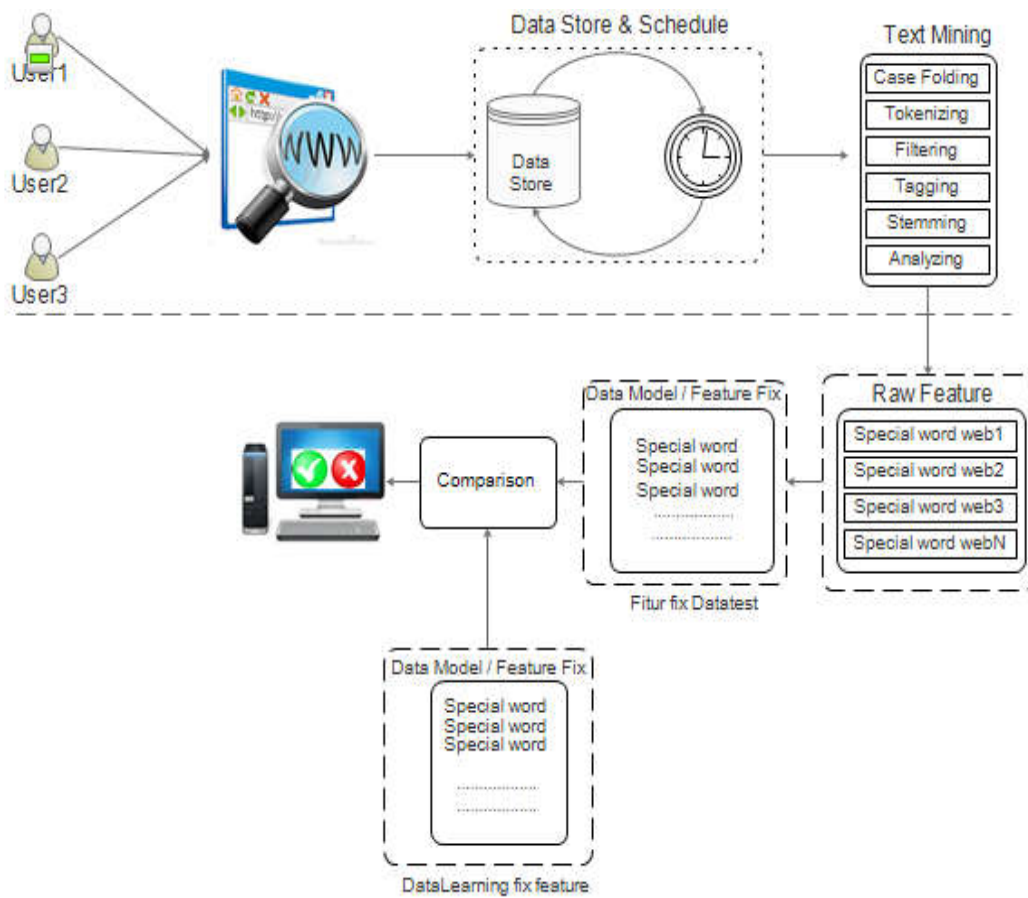 User1
User2
User3
http://
WWW
Data Store & Schedule
Data
Store
Text Mining
Case Folding
Tokenizing
Filtering
Tagging
Stemming
Analyzing
Raw Feature
Special word web1
Special word web2
Special word web3
Special word webN
Data Model / Feature Fix
Special word
Special word
Special word
......................
......................
Fitur fix Datatest
Comparison
Data Model / Feature Fix
Special word
Special word
Special word
......................
......................
DataLearning fix feature